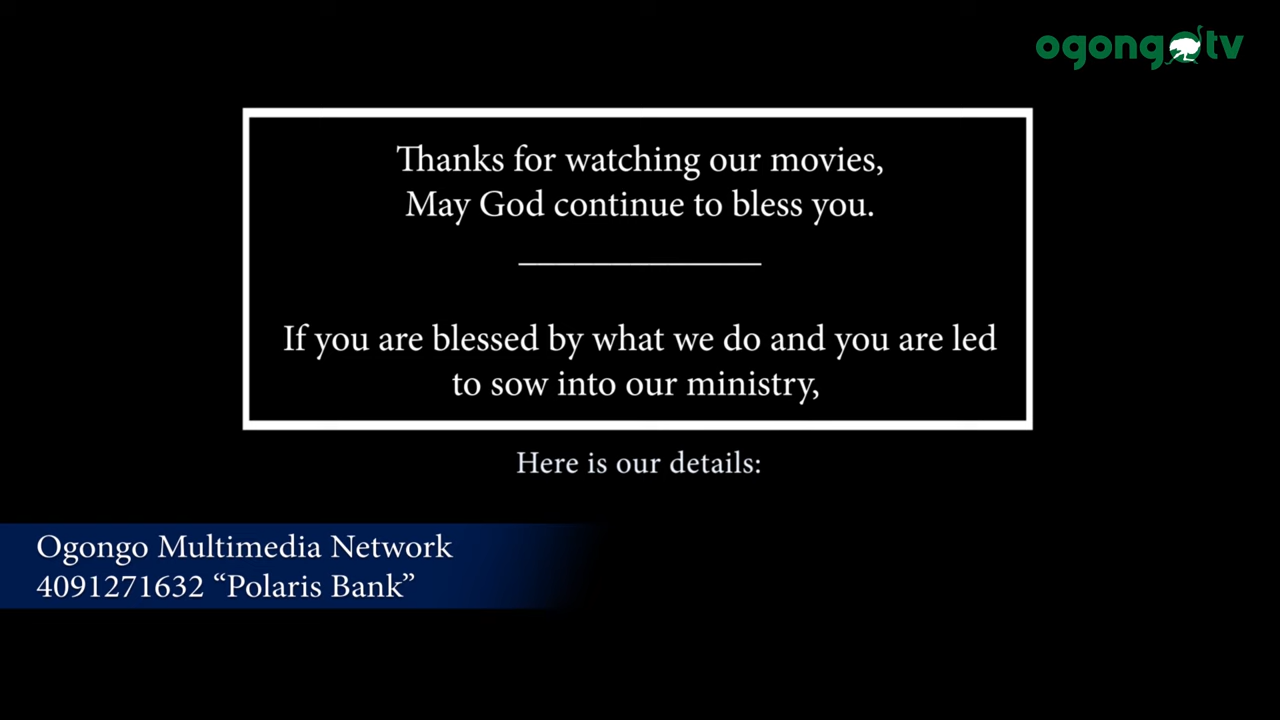 ogongotv
Thanks for watching our movies,
May God continue to bless you.
If you are blessed by what we do and you are led
to sow into our ministry,
Here is our details:
Ogongo Multimedia Network
4091271632 “Polaris Bank”